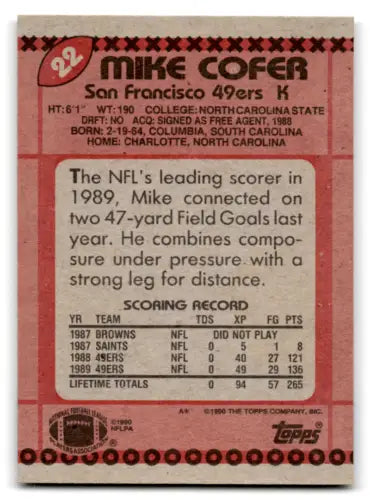 22
MIKE COFER
San Francisco 49ers K
HT: 6'1" WT: 190 COLLEGE: NORTH CAROLINA STATE
DRFT: NO ACQ: SIGNED AS FREE AGENT, 1988
BORN: 2-19-64, COLUMBIA, SOUTH CAROLINA
HOME: CHARLOTTE, NORTH CAROLINA
The NFL's leading scorer in
1989, Mike connected on
two 47-yard Field Goals last
year. He combines compo-
sure under pressure with a
strong leg for distance.
SCORING RECORD
YR TEAM TDS XP FG PTS
1987 BROWNS NFL DID NOT PLAY
1987 SAINTS NFL 0 5 1 8
1988 49ERS NFL 0 40 27 121
1989 49ERS NFL 0 49 29 136
LIFETIME TOTALS 0 94 57 265
NATIONAL FOOTBALL LEAGUE
PLAYERS ASSOCIATION
©1990
NFLPA
A* ©1990 THE TOPPS COMPANY, INC.
topps®